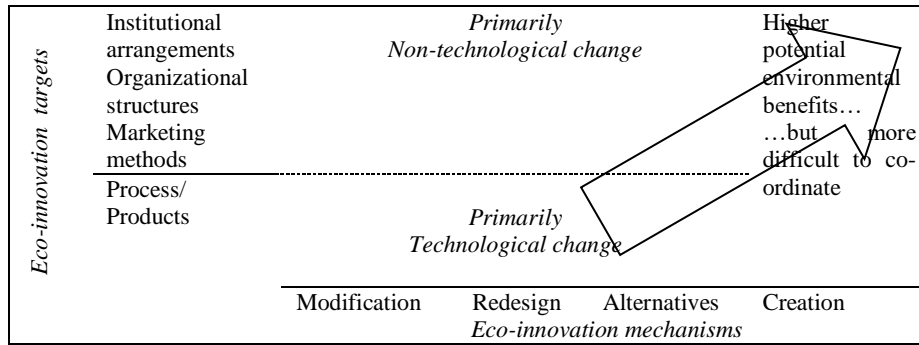 Eco-innovation targets
Institutional
arrangements
Organizational
structures
Marketing
methods
Process/
Products
Primarily
Non-technological change
Primarily
Technological change
Higher
potential
environmental
benefits…
…but more
difficult to co-
ordinate
Modification Redesign Alternatives Creation
Eco-innovation mechanisms